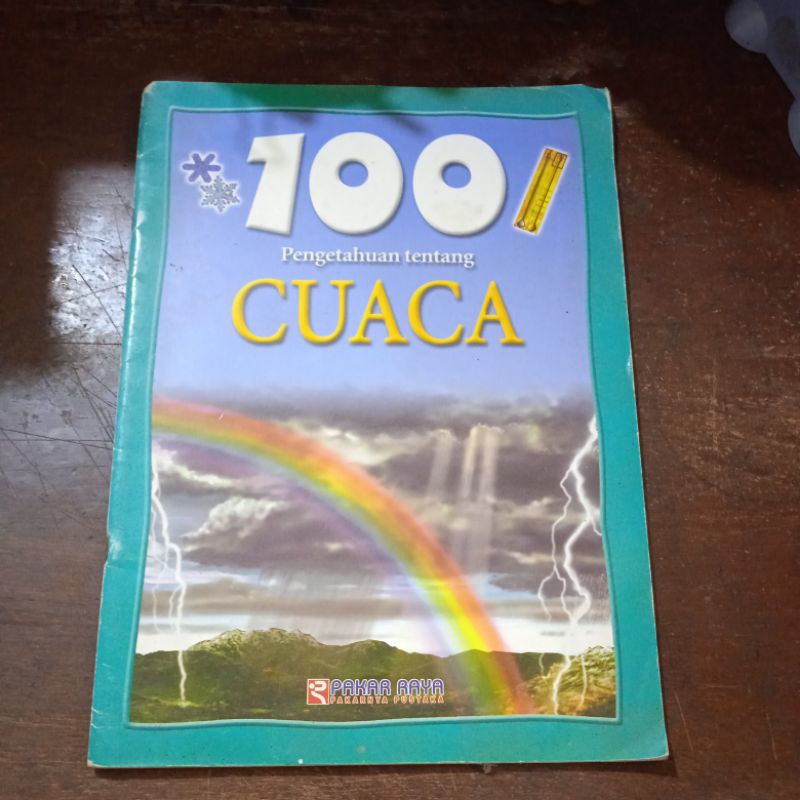 100
Pengetahuan tentang
CUACA
PAKAR RAYA
PAKARNYA PUSTAKA